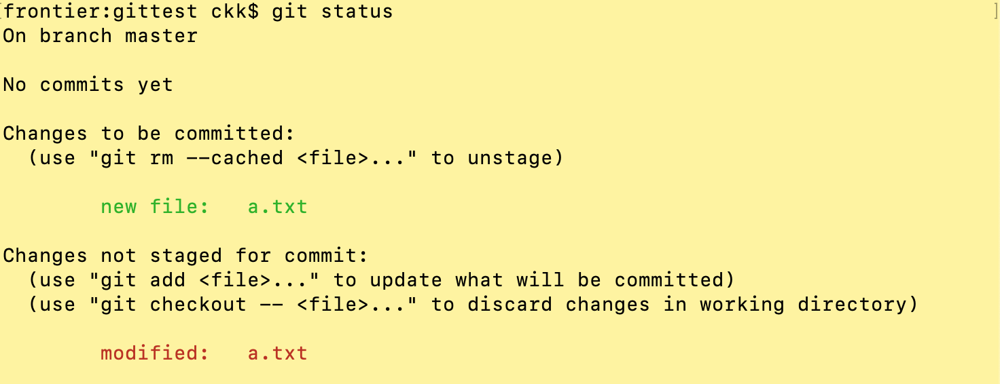 [frontier:gittest ckk$ git status ]
On branch master
No commits yet
Changes to be committed:
(use "git rm --cached <file>..." to unstage)
new file: a.txt
Changes not staged for commit:
(use "git add <file>..." to update what will be committed)
(use "git checkout -- <file>..." to discard changes in working directory)
modified: a.txt